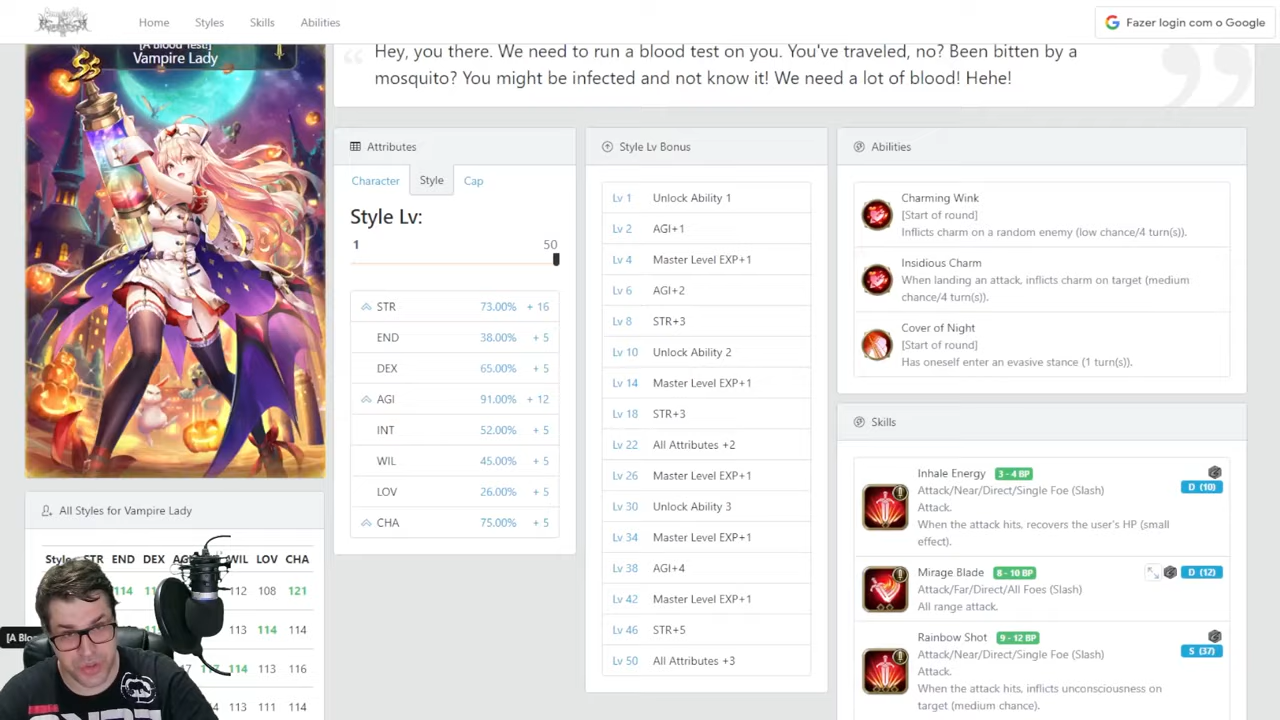 Home Styles Skills Abilities
Fazer login com o Google
[A Blood Test!]
Vampire Lady
SS
Hey, you there. We need to run a blood test on you. You've traveled, no? Been bitten by a
mosquito? You might be infected and not know it! We need a lot of blood! Hehe!
Attributes
Character Style Cap
Style Lv:
1 50
STR 73.00% + 16
END 38.00% + 5
DEX 65.00% + 5
AGI 91.00% + 12
INT 52.00% + 5
WIL 45.00% + 5
LOV 26.00% + 5
CHA 75.00% + 5
Style Lv Bonus
Lv 1 Unlock Ability 1
Lv 2 AGI+1
Lv 4 Master Level EXP+1
Lv 6 AGI+2
Lv 8 STR+3
Lv 10 Unlock Ability 2
Lv 14 Master Level EXP+1
Lv 18 STR+3
Lv 22 All Attributes +2
Lv 26 Master Level EXP+1
Lv 30 Unlock Ability 3
Lv 34 Master Level EXP+1
Lv 38 AGI+4
Lv 42 Master Level EXP+1
Lv 46 STR+5
Lv 50 All Attributes +3
Abilities
Charming Wink
[Start of round]
Inflicts charm on a random enemy (low chance/4 turn(s)).
Insidious Charm
When landing an attack, inflicts charm on target (medium
chance/4 turn(s)).
Cover of Night
[Start of round]
Has oneself enter an evasive stance (1 turn(s)).
Skills
Inhale Energy 3 - 4 BP
D (10)
Attack/Near/Direct/Single Foe (Slash)
Attack.
When the attack hits, recovers the user's HP (small
effect).
Mirage Blade 8 - 10 BP D (12)
Attack/Far/Direct/All Foes (Slash)
All range attack.
Rainbow Shot 9 - 12 BP
S (37)
Attack/Near/Direct/Single Foe (Slash)
Attack.
When the attack hits, inflicts unconsciousness on
target (medium chance).
All Styles for Vampire Lady
STR END DEX WIL LOV CHA
114 112 108 121
113 114 114
[A Blo
114 113 116
113 111 114